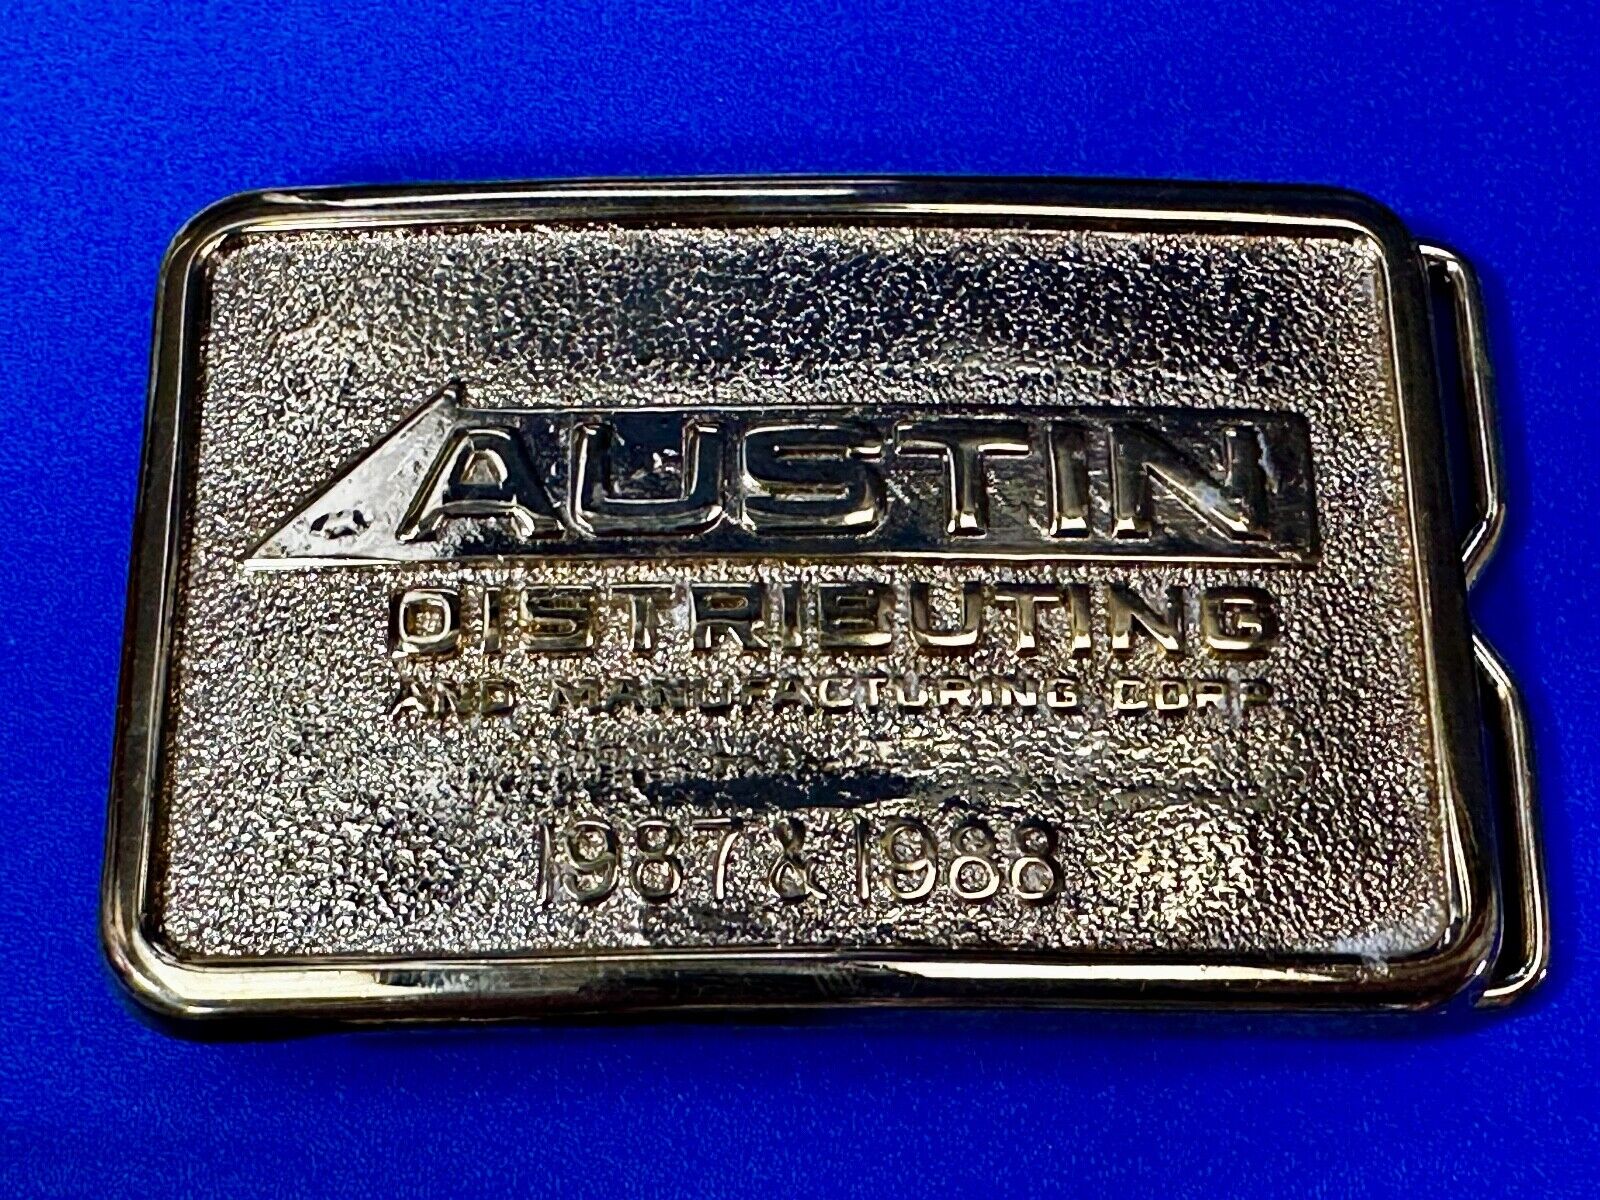 AUSTIN
DISTRIBUTING
AND MANUFACTURING CORP
1987 & 1988